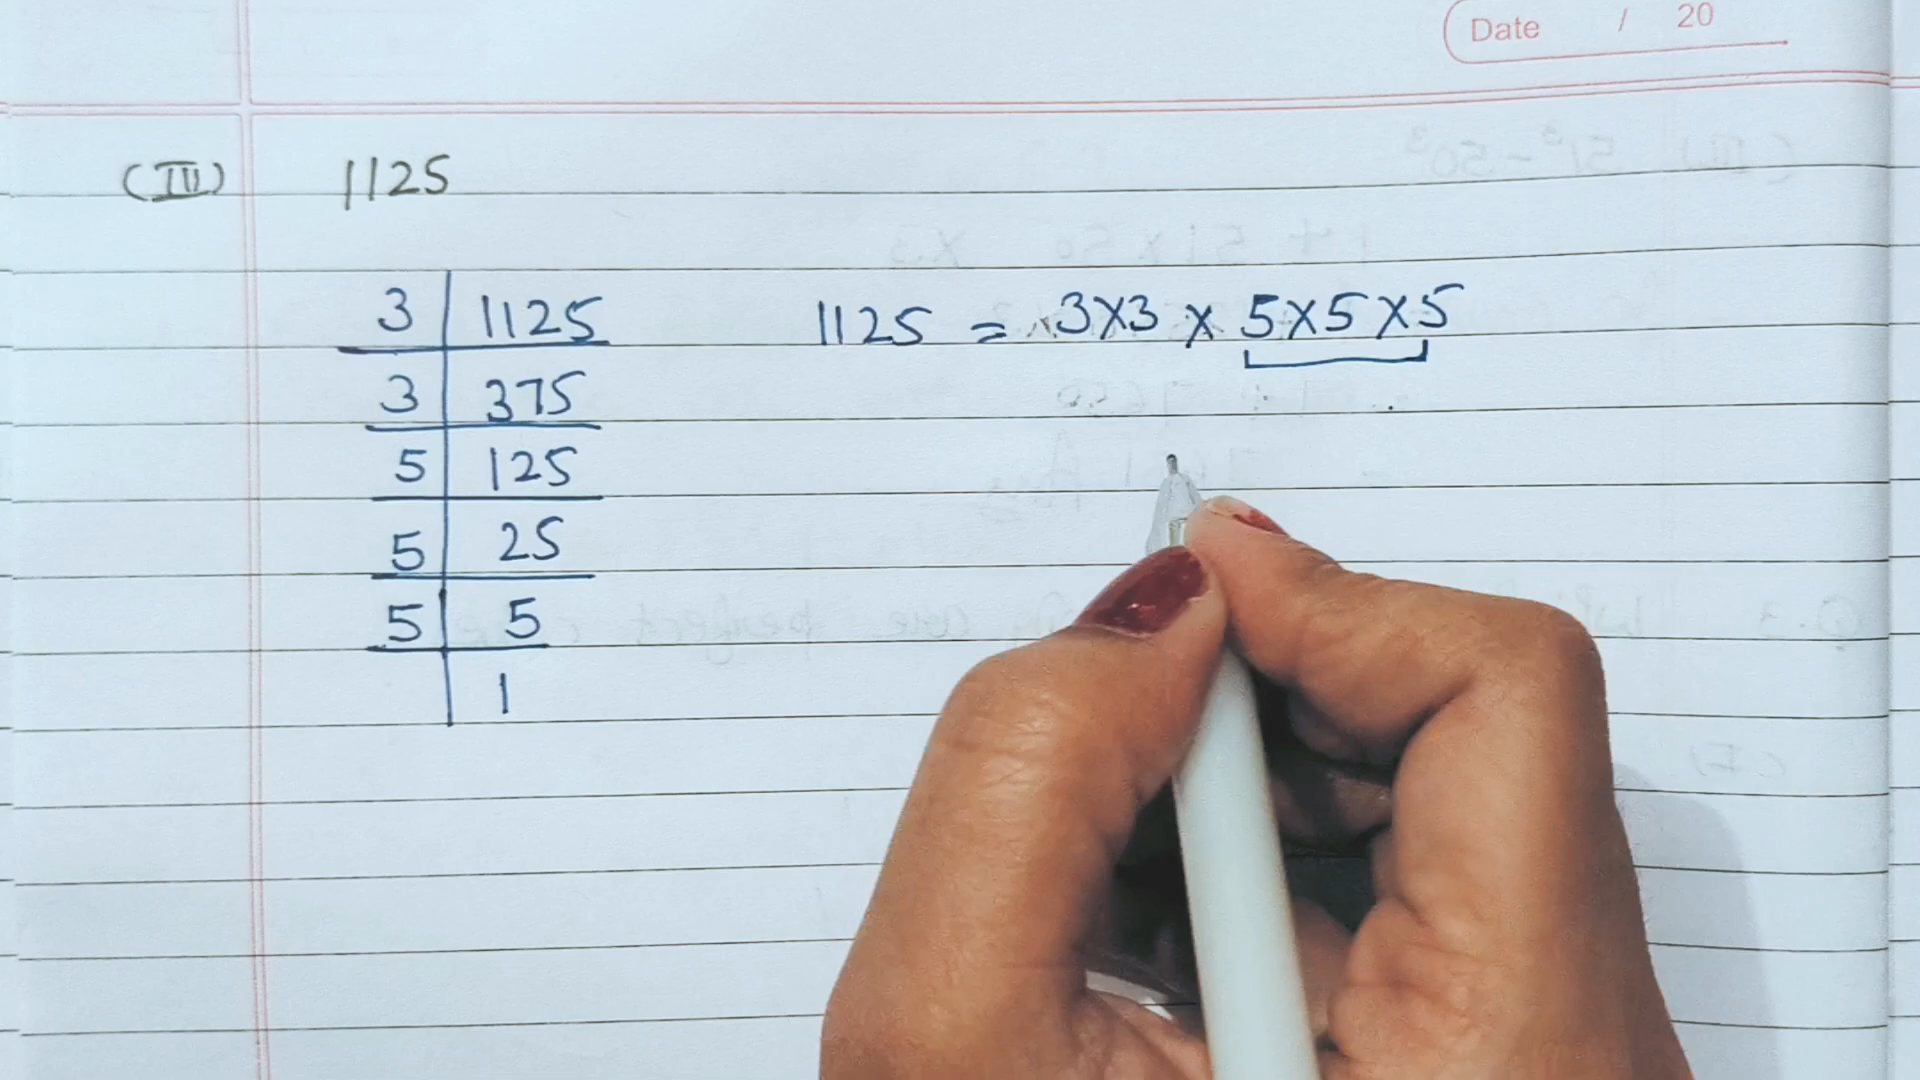 Date / 20
(III) 1125
3 | 1125
1125 = 3×3 × 5×5×5
3 | 375
5 | 125
5 | 25
5 | 5
1